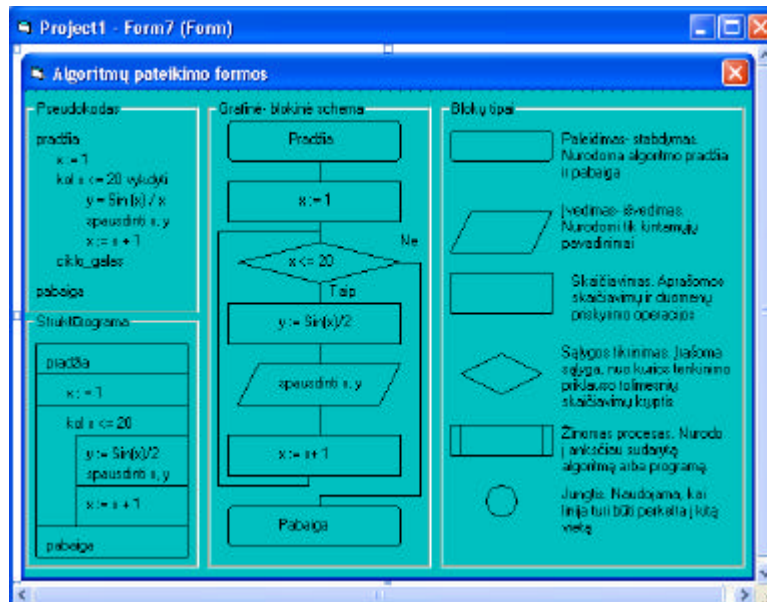 Project1 - Form7 (Form)
Algoritmų pateikimo formos
Pseudokodas
pradžia
x := 1
kol x <= 20 vykdyti
y = Sin (x) / x
spausdinti x, y
x := x + 1
ciklo_galas
pabaiga
StruktDiograma
pradžia
x : = 1
kol x <= 20
y := Sin(x)/2
spausdinti x, y
x := x + 1
pabaiga
Grafinė- blokinė schema
Pradžia
x := 1
Ne
x <= 20
Taip
y := Sin(x)/2
spausdinti x, y
x := x+ 1
Pabaiga
Blokų tipai
Paleidimas- stabdymas.
Nurodoma algoritmo pradžia
ir pabaiga
Įvedimas- išvedimas.
Nurodomi tik kintamųjų
pavadinimai
Skaičiavimas. Aprašomos
skaičiavimų ir duomenų
priskyrimo operacijos
Sąlygos tikrinimas. Įrašoma
sąlyga, nuo kurios tenkinimo
priklauso tolimesnių
skaičiavimų kryptis
Žinomas procesas. Nurodo
į anksčiau sudarytą
algoritmą arba programą.
Jungtis. Naudojama, kai
linija turi būti perkelta į kitą
vietą